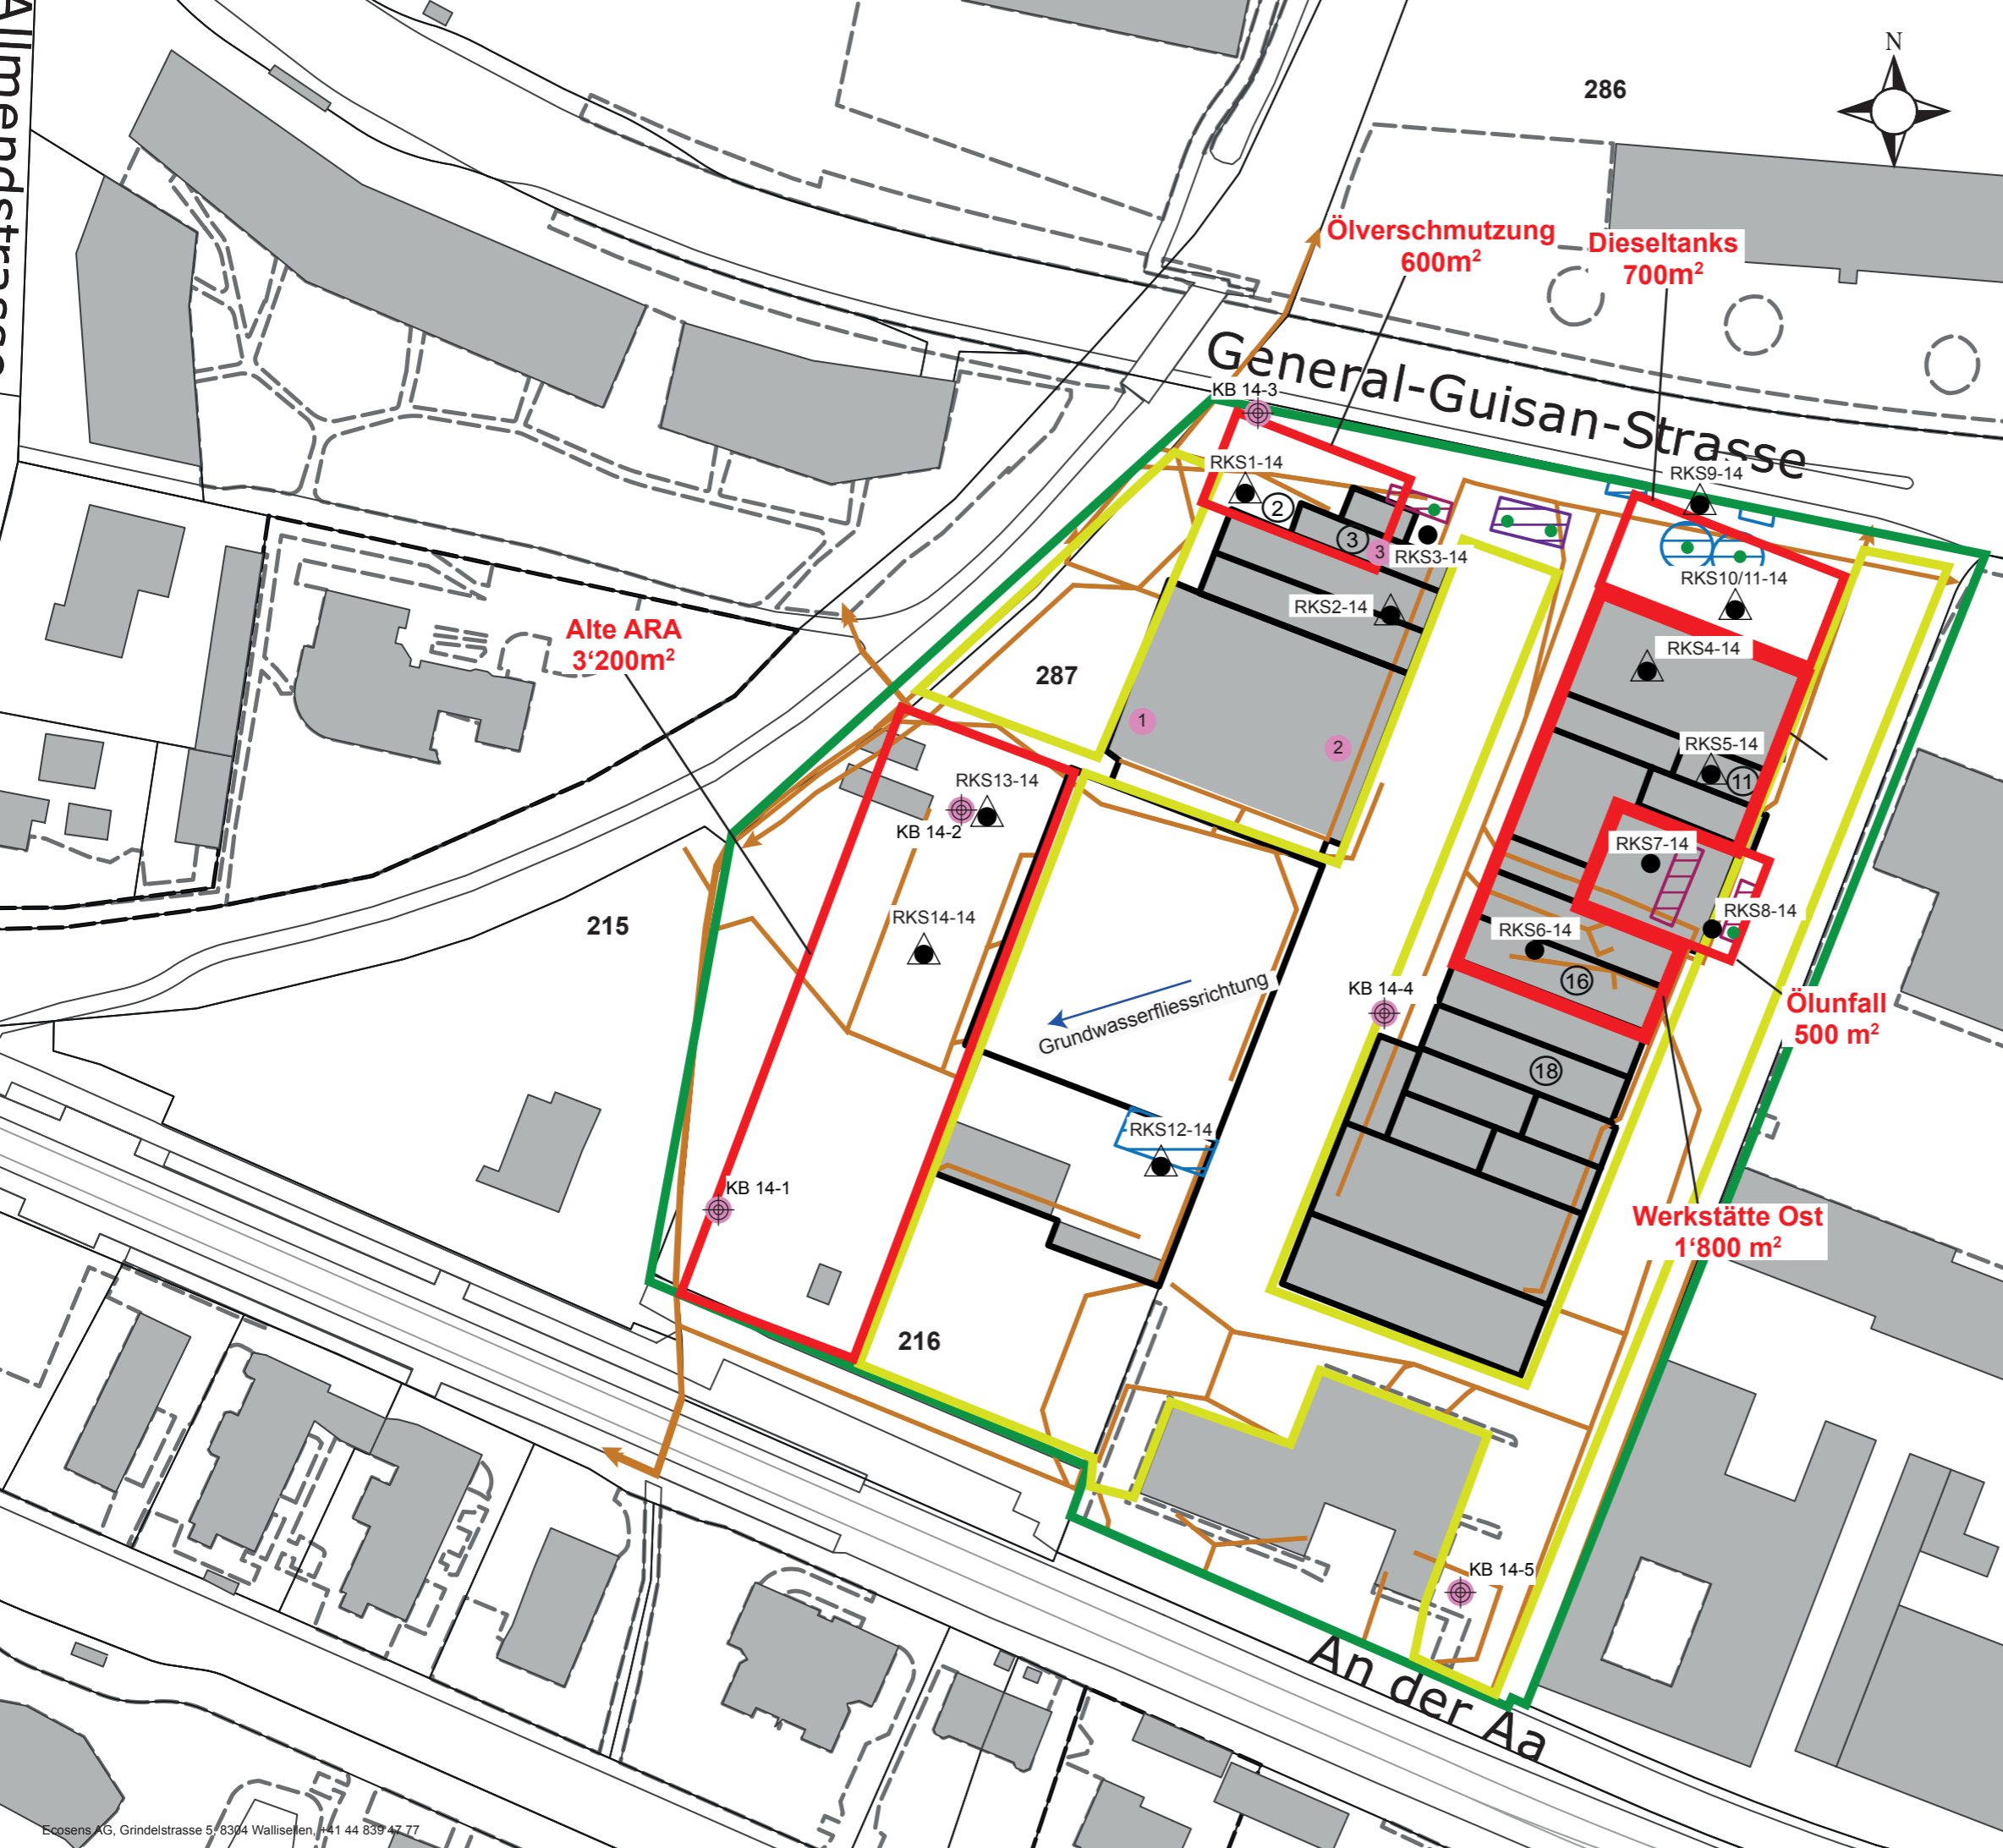 Allmendstrasse
N
286
Ölverschmutzung
600m²
Dieseltanks
700m²
General-Guisan-Strasse
KB 14-3
RKS1-14
RKS9-14
2
3
3
RKS3-14
RKS10/11-14
RKS2-14
Alte ARA
3‘200m²
RKS4-14
287
1
2
RKS5-14
11
RKS13-14
KB 14-2
RKS7-14
RKS14-14
215
RKS8-14
RKS6-14
16
KB 14-4
Grundwasserfliessrichtung
Ölunfall
500 m²
18
RKS12-14
KB 14-1
Werkstätte Ost
1‘800 m²
216
KB 14-5
An der Aa
Ecosens AG, Grindelstrasse 5, 8304 Wallisellen, +41 44 839 47 77